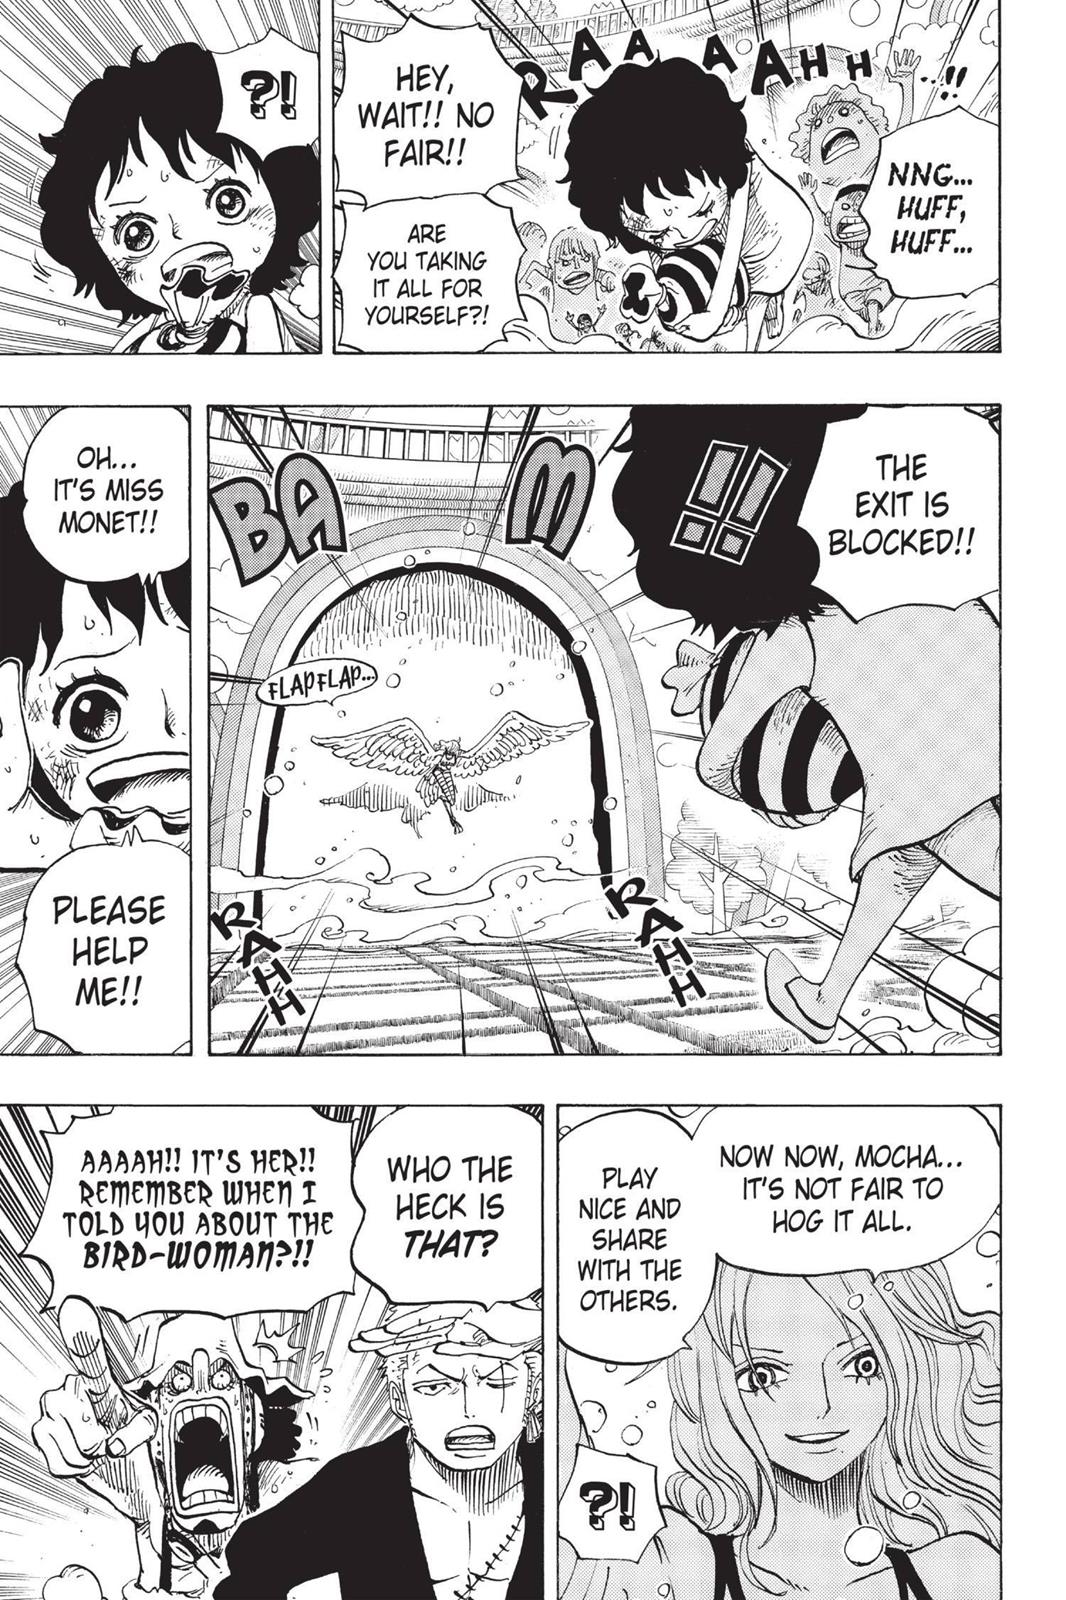 RAAAAAHHH
...!!
NNG...
HUFF,
HUFF...
HEY,
WAIT!! NO
FAIR!!
ARE
YOU TAKING
IT ALL FOR
YOURSELF?!
?!
THE
EXIT IS
BLOCKED!!
!!
BAM
FLAP FLAP...
RAHH
RAHH
OH...
IT'S MISS
MONET!!
PLEASE
HELP
ME!!
NOW NOW, MOCHA...
IT'S NOT FAIR TO
HOG IT ALL.
PLAY
NICE AND
SHARE
WITH THE
OTHERS.
?!
WHO THE
HECK IS
THAT?
AAAAH!! IT'S HER!!
REMEMBER WHEN I
TOLD YOU ABOUT THE
BIRD-WOMAN?!!